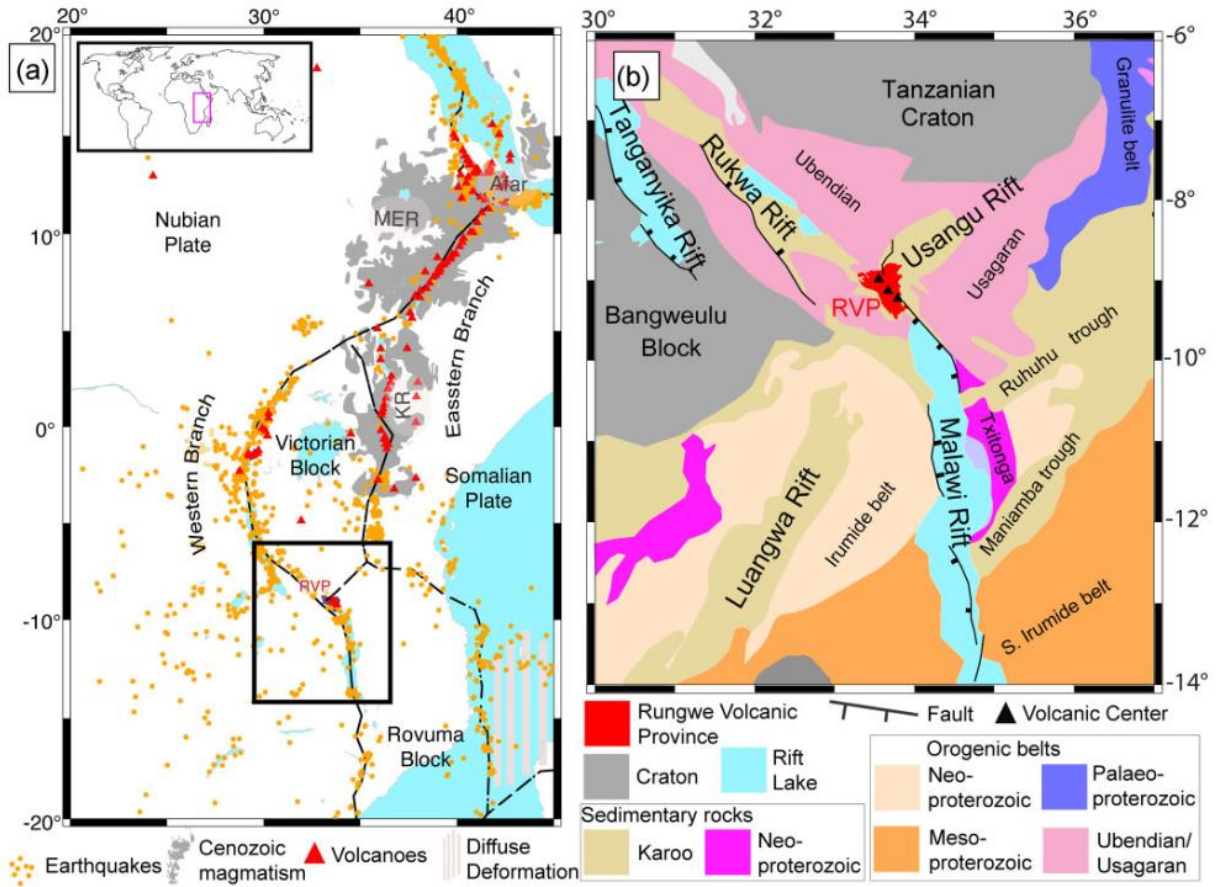 20°
30°
40°
30°
32°
34°
36°
20°
(a)
Nubian
Plate
Afar
MER
10°
Easstern Branch
Western Branch
KR
0°
Victorian
Block
Somalian
Plate
RVP
-10°
Rovuma
Block
-20°
(b)
-6°
Tanzanian
Craton
Granulite belt
Tanganyika Rift
Rukwa Rift
Ubendian
-8°
Usangu Rift
Usagaran
RVP
Bangweulu
Block
Ruhuhu trough
-10°
Txitonga
Malawi Rift
Maniamba trough
Luangwa Rift
Irumide belt
-12°
S. Irumide belt
-14°
Earthquakes
Cenozoic
magmatism
Volcanoes
Diffuse
Deformation
Rungwe Volcanic
Province
Fault
Volcanic Center
Craton
Rift
Lake
Sedimentary rocks
Karoo
Neo-
proterozoic
Orogenic belts
Neo-
proterozoic
Palaeo-
proterozoic
Meso-
proterozoic
Ubendian/
Usagaran